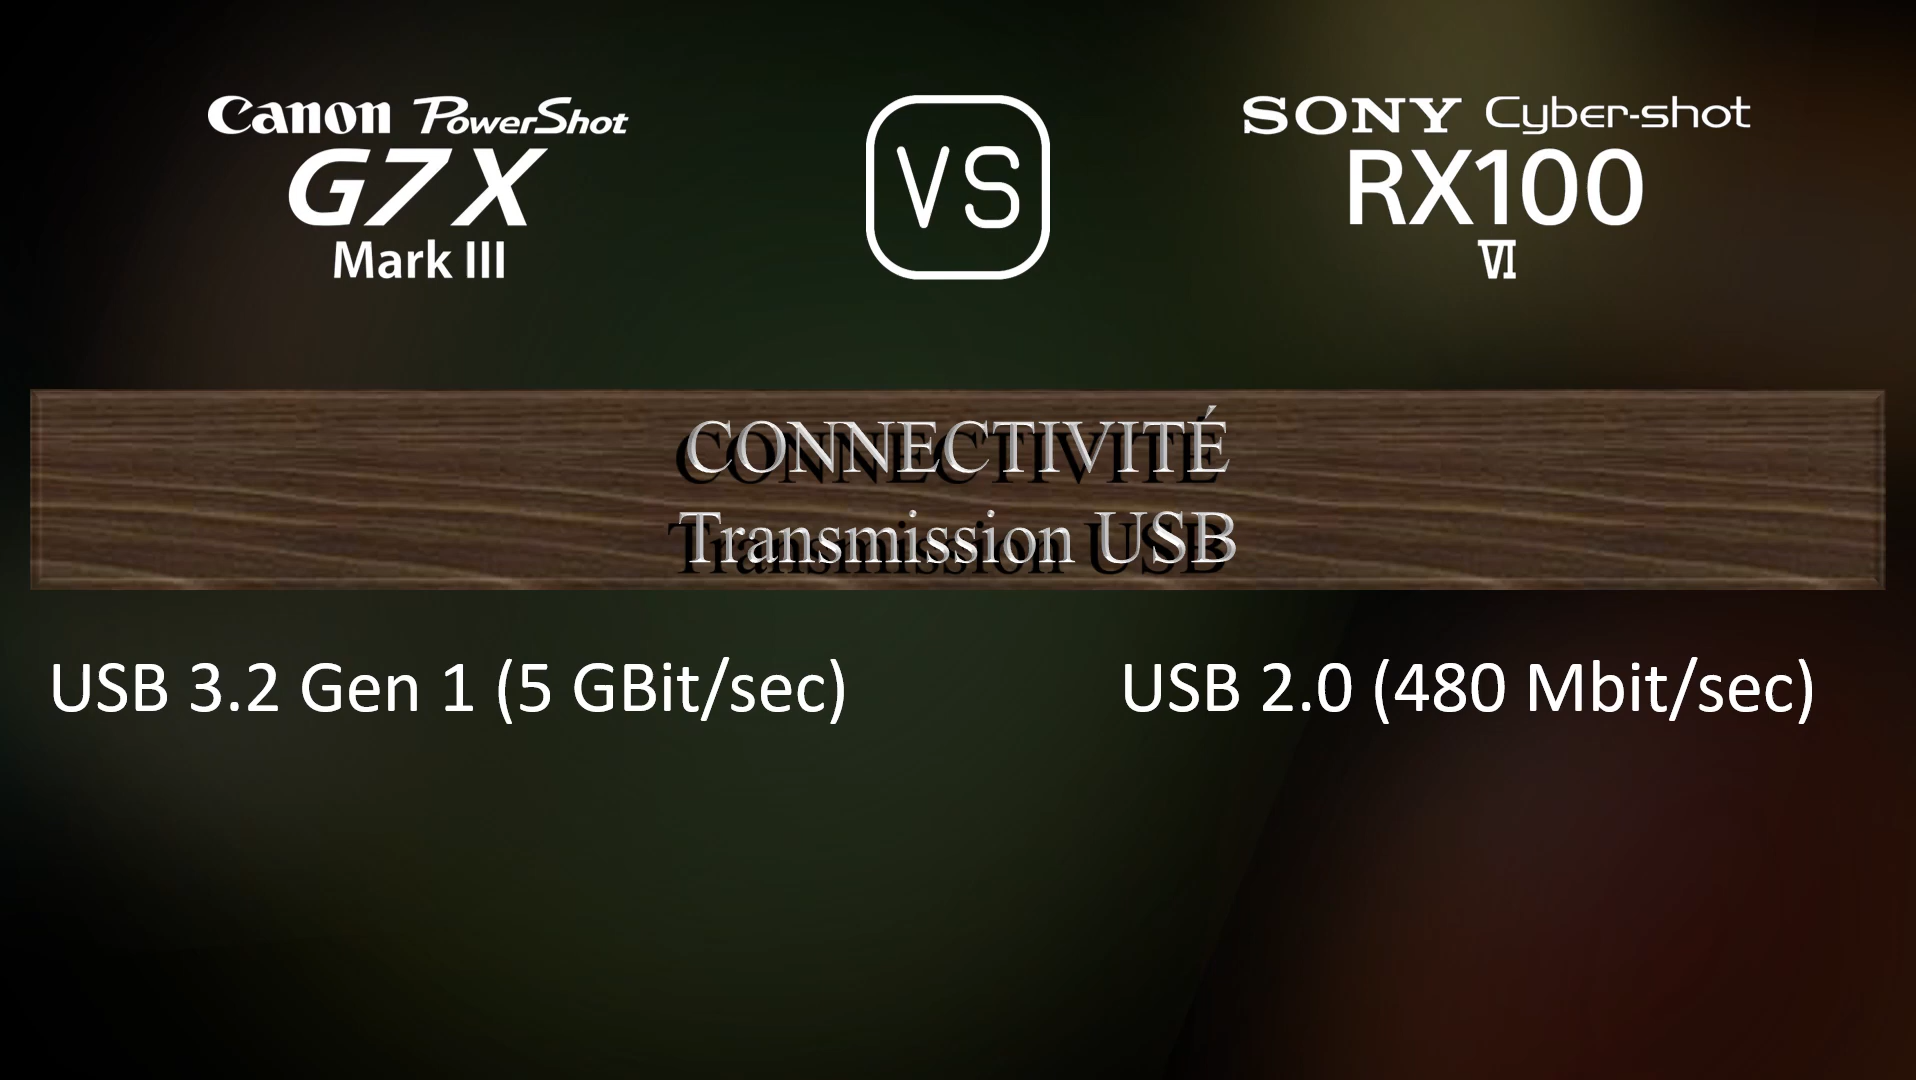 Canon PowerShot
G7 X
Mark III
VS
SONY Cyber-shot
RX100
VI
CONNECTIVITÉ
Transmission USB
USB 3.2 Gen 1 (5 GBit/sec)
USB 2.0 (480 Mbit/sec)